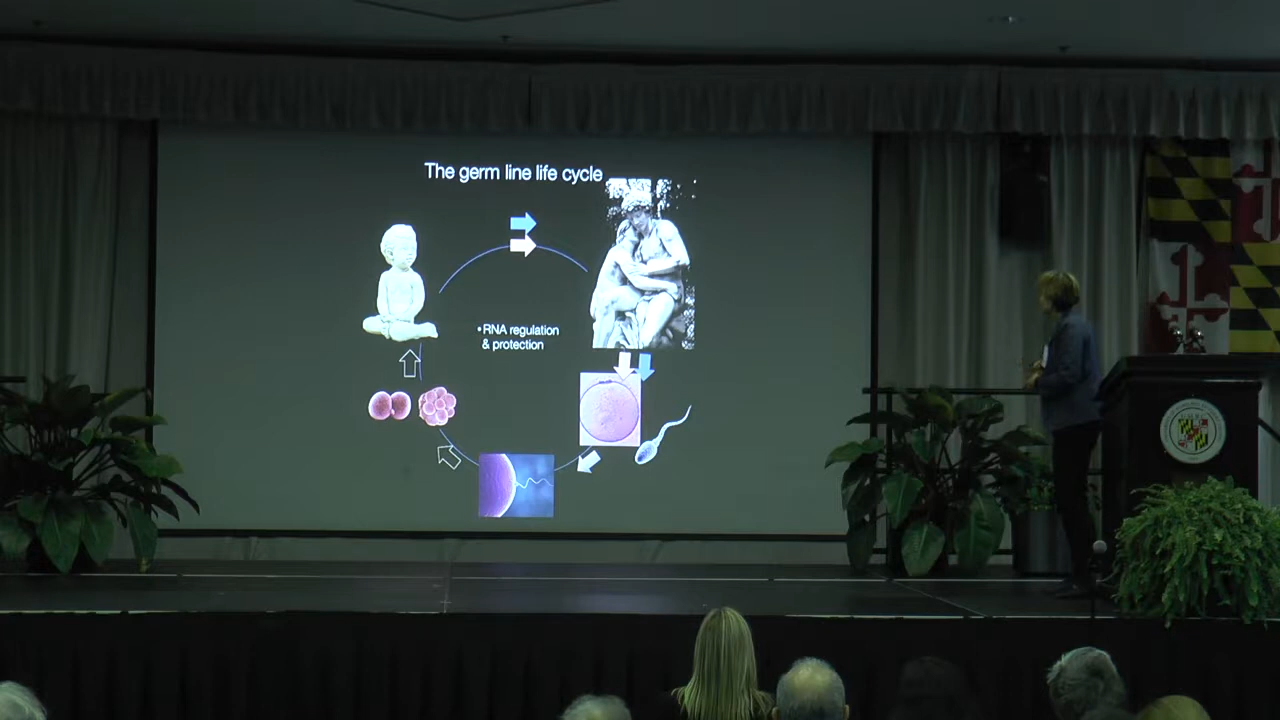 The germ line life cycle
• RNA regulation
& protection